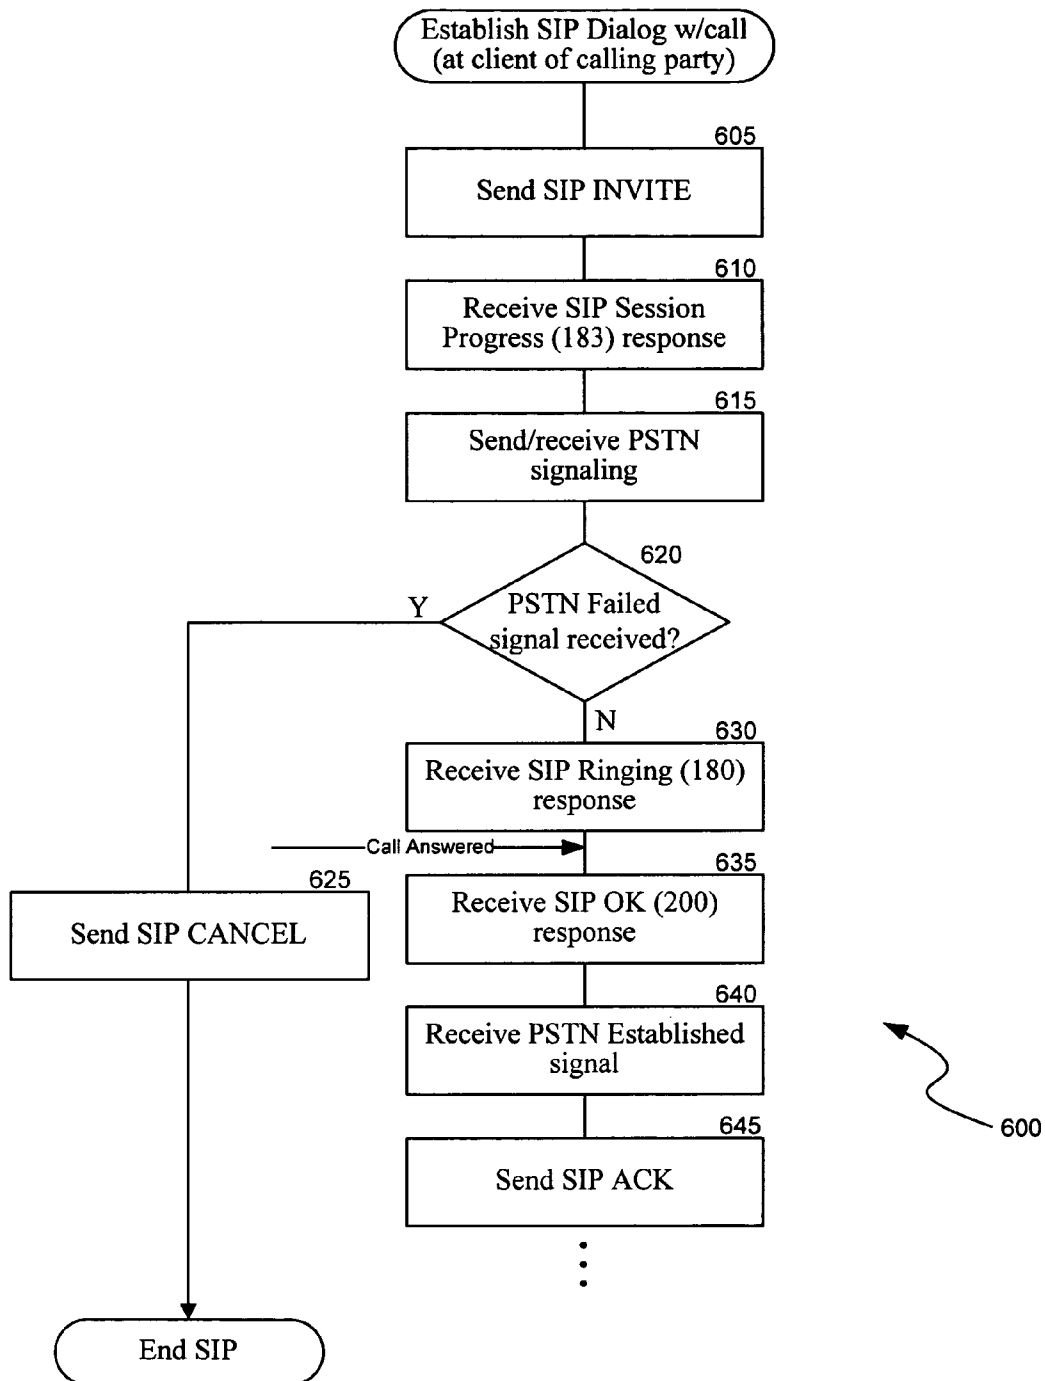 Establish SIP Dialog w/call
(at client of calling party)
605
Send SIP INVITE
610
Receive SIP Session
Progress (183) response
615
Send/receive PSTN
signaling
620
PSTN Failed
signal received?
Y
N
630
Receive SIP Ringing (180)
response
Call Answered
635
Receive SIP OK (200)
response
625
Send SIP CANCEL
640
Receive PSTN Established
signal
600
645
Send SIP ACK
End SIP